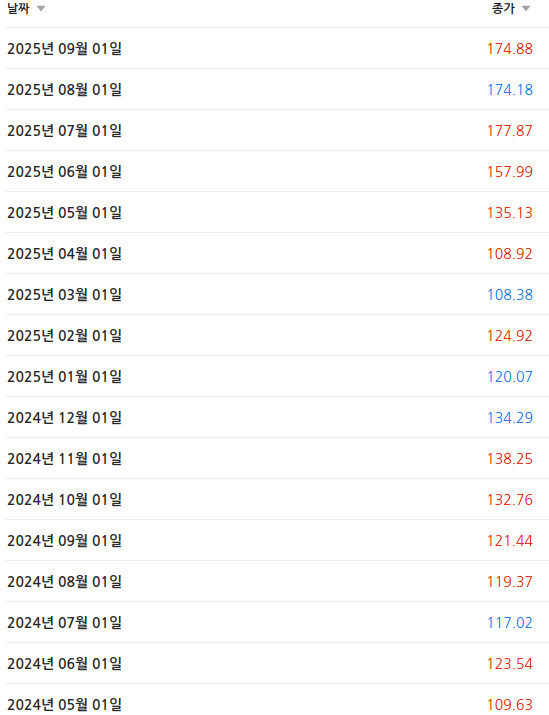 날짜 종가
2025년 09월 01일 174.88
2025년 08월 01일 174.18
2025년 07월 01일 177.87
2025년 06월 01일 157.99
2025년 05월 01일 135.13
2025년 04월 01일 108.92
2025년 03월 01일 108.38
2025년 02월 01일 124.92
2025년 01월 01일 120.07
2024년 12월 01일 134.29
2024년 11월 01일 138.25
2024년 10월 01일 132.76
2024년 09월 01일 121.44
2024년 08월 01일 119.37
2024년 07월 01일 117.02
2024년 06월 01일 123.54
2024년 05월 01일 109.63